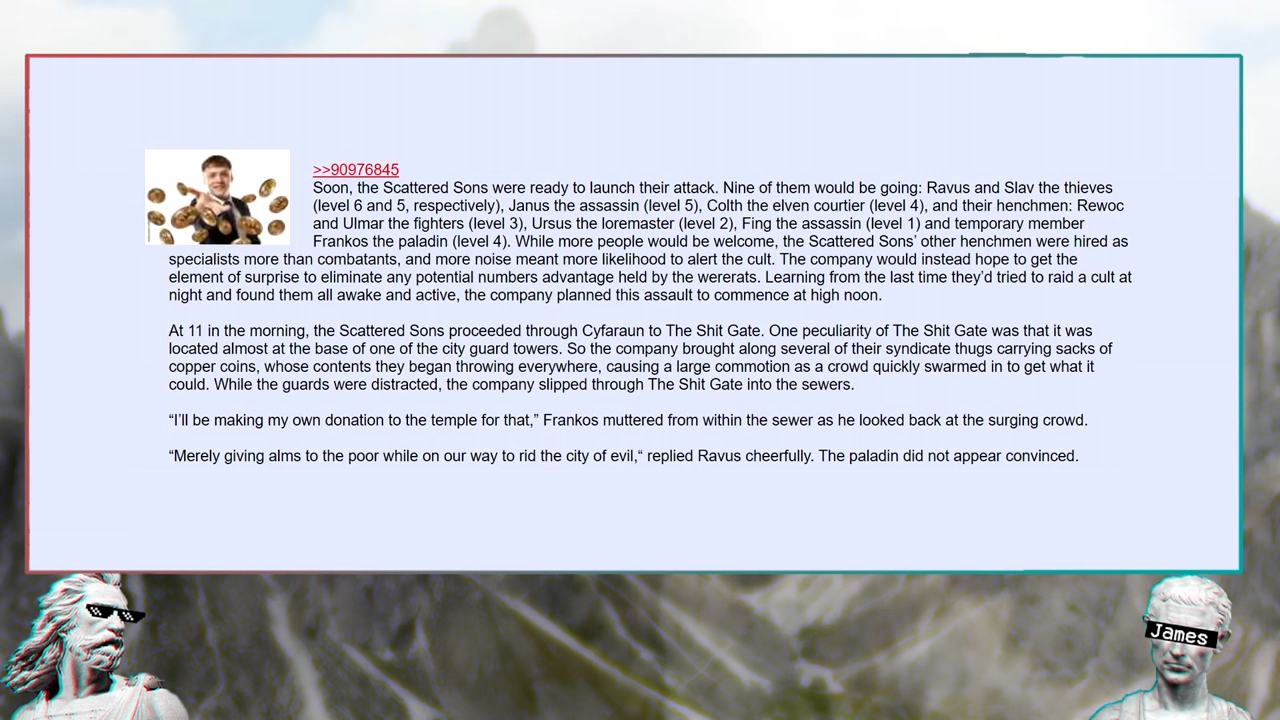 >>90976845
Soon, the Scattered Sons were ready to launch their attack. Nine of them would be going: Ravus and Slav the thieves
(level 6 and 5, respectively), Janus the assassin (level 5), Colth the elven courtier (level 4), and their henchmen: Rewoc
and Ulmar the fighters (level 3), Ursus the loremaster (level 2), Fing the assassin (level 1) and temporary member
Frankos the paladin (level 4). While more people would be welcome, the Scattered Sons’ other henchmen were hired as
specialists more than combatants, and more noise meant more likelihood to alert the cult. The company would instead hope to get the
element of surprise to eliminate any potential numbers advantage held by the wererats. Learning from the last time they’d tried to raid a cult at
night and found them all awake and active, the company planned this assault to commence at high noon.
At 11 in the morning, the Scattered Sons proceeded through Cyfaraun to The Shit Gate. One peculiarity of The Shit Gate was that it was
located almost at the base of one of the city guard towers. So the company brought along several of their syndicate thugs carrying sacks of
copper coins, whose contents they began throwing everywhere, causing a large commotion as a crowd quickly swarmed in to get what it
could. While the guards were distracted, the company slipped through The Shit Gate into the sewers.
“I’ll be making my own donation to the temple for that,” Frankos muttered from within the sewer as he looked back at the surging crowd.
“Merely giving alms to the poor while on our way to rid the city of evil,“ replied Ravus cheerfully. The paladin did not appear convinced.
James